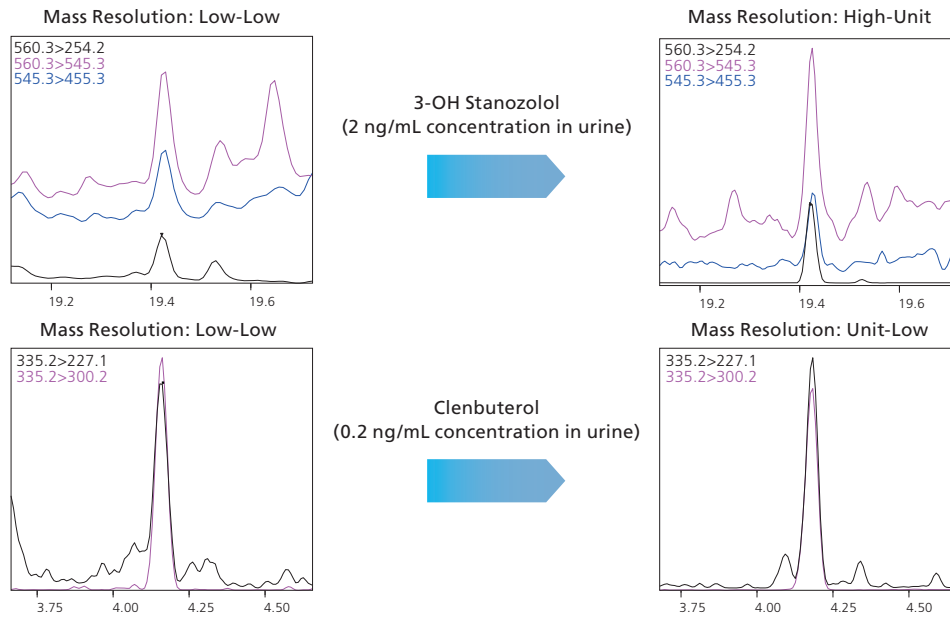 Mass Resolution: Low-Low
560.3>254.2
560.3>545.3
545.3>455.3
19.2 19.4 19.6
3-OH Stanozolol
(2 ng/mL concentration in urine)
Mass Resolution: High-Unit
560.3>254.2
560.3>545.3
545.3>455.3
19.2 19.4 19.6
Mass Resolution: Low-Low
335.2>227.1
335.2>300.2
3.75 4.00 4.25 4.50
Clenbuterol
(0.2 ng/mL concentration in urine)
Mass Resolution: Unit-Low
335.2>227.1
335.2>300.2
3.75 4.00 4.25 4.50